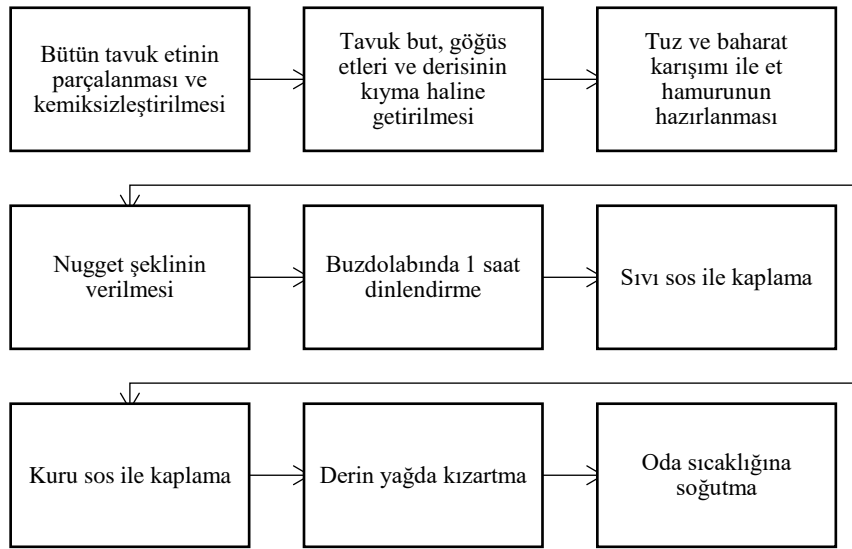 Bütün tavuk etinin
parçalanması ve
kemiksizleştirilmesi
Tavuk but, göğüs
etleri ve derisinin
kıyma haline
getirilmesi
Tuz ve baharat
karışımı ile et
hamurunun
hazırlanması
Nugget şeklinin
verilmesi
Buzdolabında 1 saat
dinlendirme
Sıvı sos ile kaplama
Kuru sos ile kaplama
Derin yağda kızartma
Oda sıcaklığına
soğutma